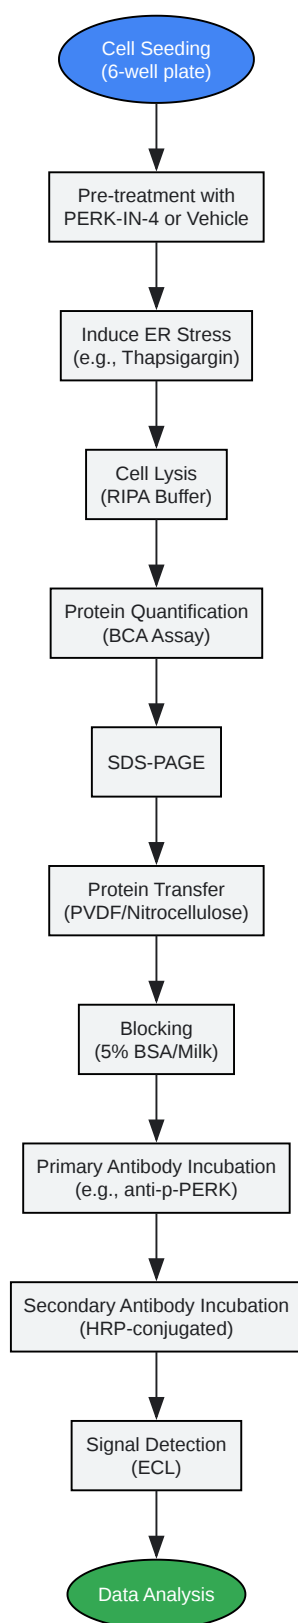 Cell Seeding
(6-well plate)
Pre-treatment with
PERK-IN-4 or Vehicle
Induce ER Stress
(e.g., Thapsigargin)
Cell Lysis
(RIPA Buffer)
Protein Quantification
(BCA Assay)
SDS-PAGE
Protein Transfer
(PVDF/Nitrocellulose)
Blocking
(5% BSA/Milk)
Primary Antibody Incubation
(e.g., anti-p-PERK)
Secondary Antibody Incubation
(HRP-conjugated)
Signal Detection
(ECL)
Data Analysis